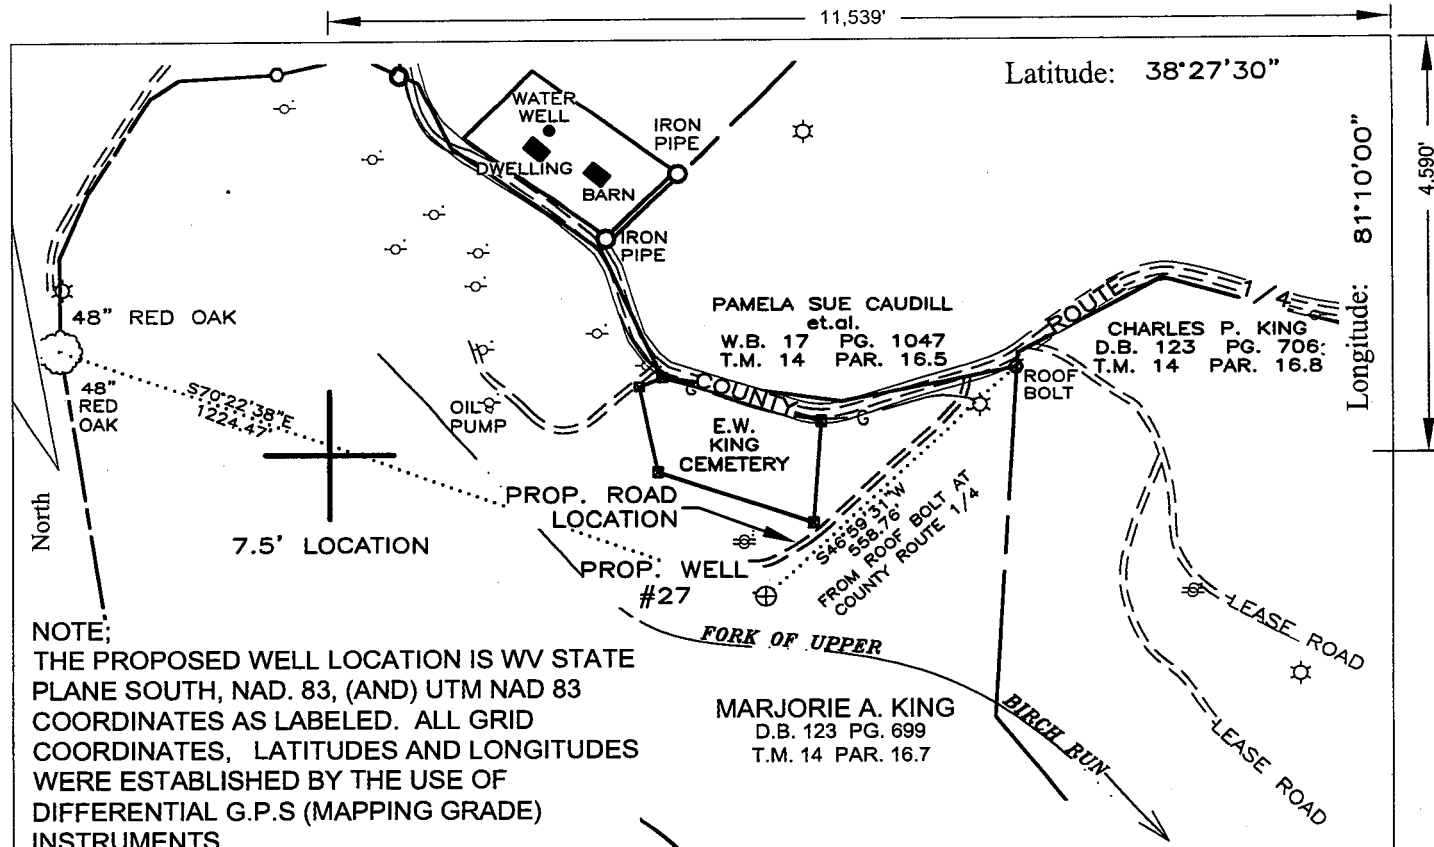 11,539'
Latitude: 38°27'30"
4.590'
Longitude: 81°10'00"
WATER
WELL
IRON
PIPE
DWELLING
BARN
IRON
PIPE
48" RED OAK
PAMELA SUE CAUDILL
et.al.
W.B. 17 PG. 1047
T.M. 14 PAR. 16.5
COUNTY ROUTE 1/4
CHARLES P. KING
D.B. 123 PG. 706
T.M. 14 PAR. 16.8
48"
RED
OAK
S70°22'38"E
1224.47'
OIL
PUMP
G
G
ROOF
BOLT
E.W.
KING
CEMETERY
North
7.5' LOCATION
PROP. ROAD
LOCATION
S46°59'31"W
558.76'
FROM ROOF BOLT AT
COUNTY ROUTE 1/4
PROP. WELL
#27
LEASE ROAD
FORK OF UPPER
BIRCH RUN
LEASE ROAD
MARJORIE A. KING
D.B. 123 PG. 699
T.M. 14 PAR. 16.7
NOTE;
THE PROPOSED WELL LOCATION IS WV STATE
PLANE SOUTH, NAD. 83, (AND) UTM NAD 83
COORDINATES AS LABELED. ALL GRID
COORDINATES, LATITUDES AND LONGITUDES
WERE ESTABLISHED BY THE USE OF
DIFFERENTIAL G.P.S (MAPPING GRADE)
INSTRUMENTS